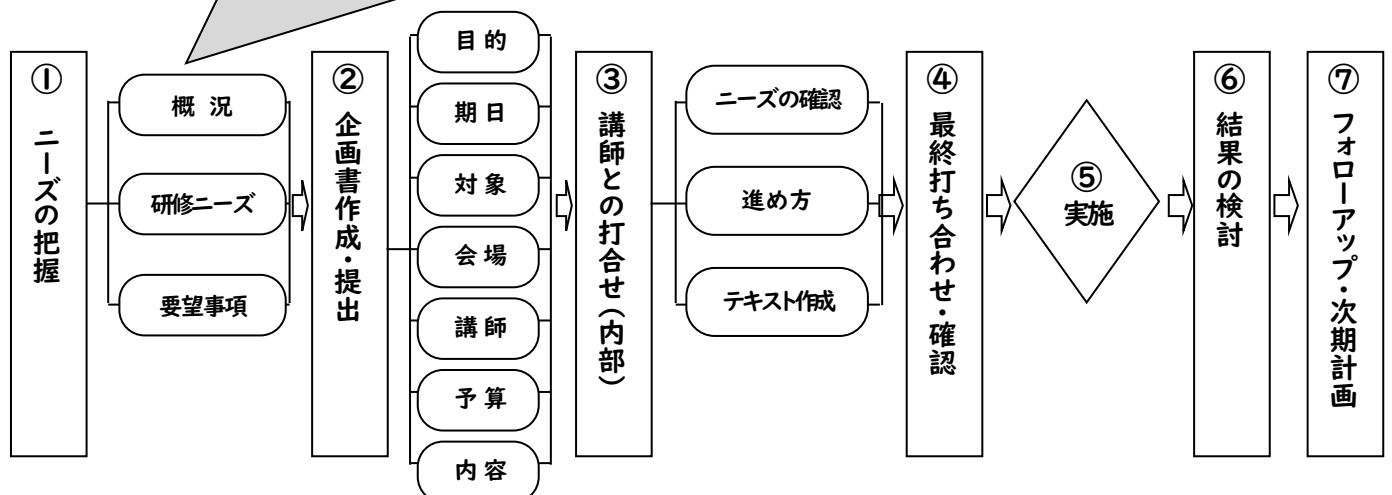 ①ニーズの把握
概況
研修ニーズ
要望事項
②企画書作成・提出
目的
期日
対象
会場
講師
予算
内容
③講師との打合せ（内部）
ニーズの確認
進め方
テキスト作成
④最終打ち合わせ・確認
⑤
実施
⑥結果の検討
⑦フォローアップ・次期計画